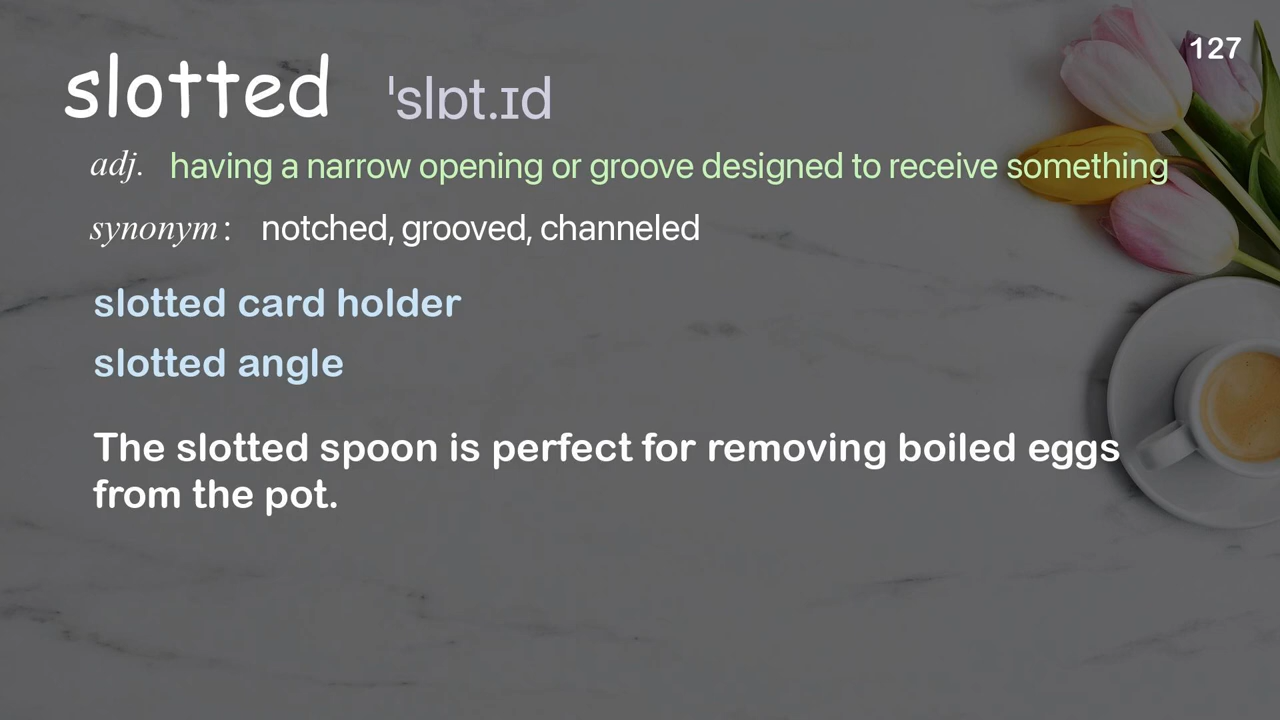 127
slotted ˈslɒt.ɪd
adj. having a narrow opening or groove designed to receive something
synonym : notched, grooved, channeled
slotted card holder
slotted angle
The slotted spoon is perfect for removing boiled eggs
from the pot.